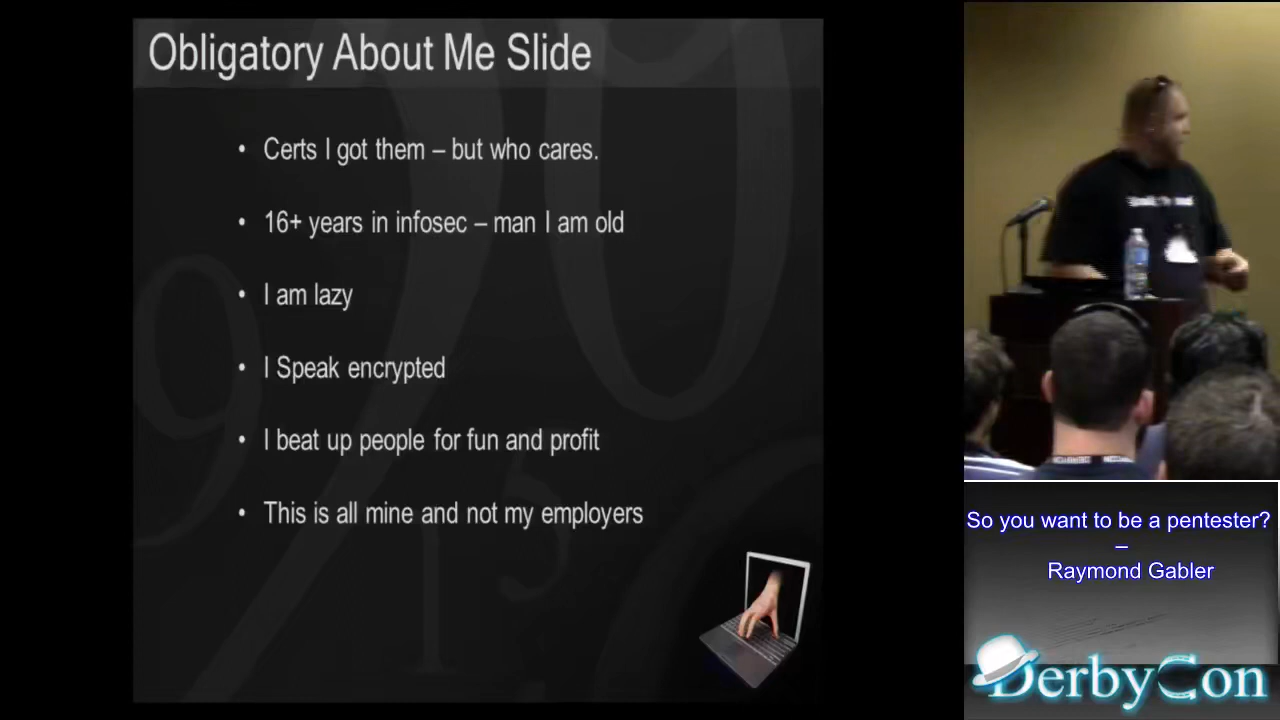 Obligatory About Me Slide
• Certs I got them – but who cares.
• 16+ years in infosec – man I am old
• I am lazy
• I Speak encrypted
• I beat up people for fun and profit
• This is all mine and not my employers
So you want to be a pentester?
–
Raymond Gabler
DerbyCon